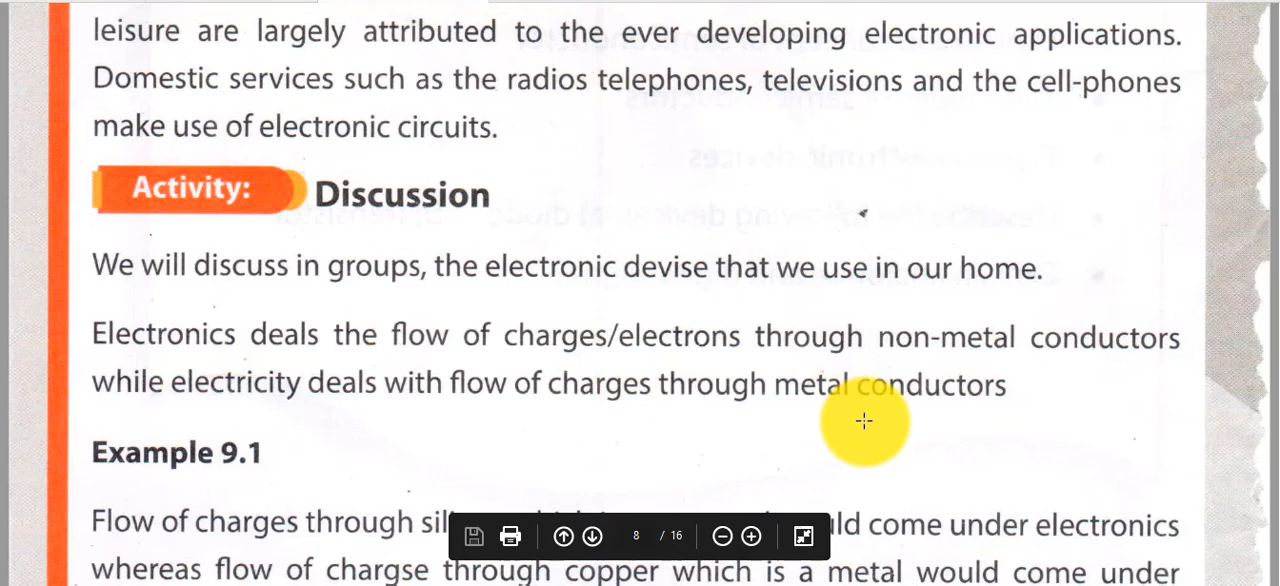 leisure are largely attributed to the ever developing electronic applications.
Domestic services such as the radios telephones, televisions and the cell-phones
make use of electronic circuits.
Activity: Discussion
We will discuss in groups, the electronic devise that we use in our home.
Electronics deals the flow of charges/electrons through non-metal conductors
while electricity deals with flow of charges through metal conductors
Example 9.1
Flow of charges through come under electronics
8 / 16
whereas flow of chargse through copper which is a metal would come under